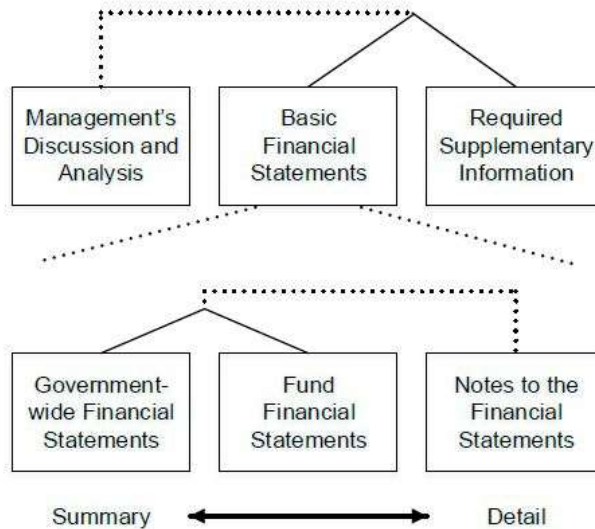 Management's
Discussion and
Analysis
Basic
Financial
Statements
Required
Supplementary
Information
Government-
wide Financial
Statements
Fund
Financial
Statements
Notes to the
Financial
Statements
Summary
Detail